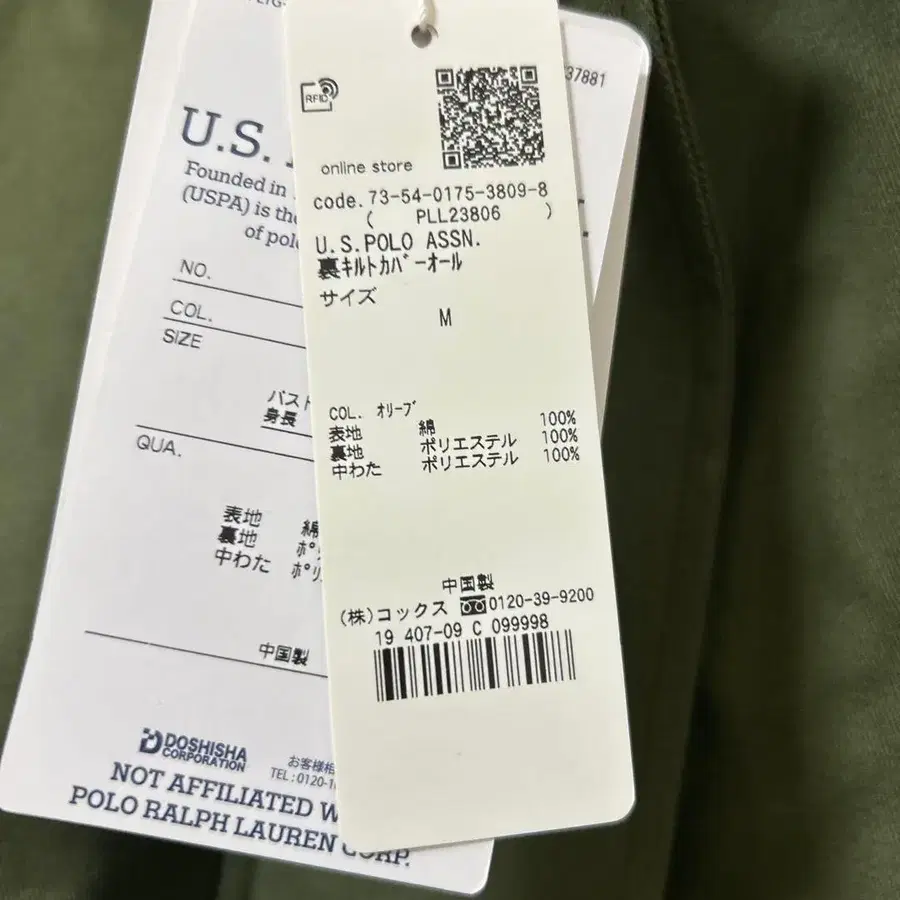 RFID
online store
code.73-54-0175-3809-8
( PLL23806 )
U.S.POLO ASSN.
裏ｷﾙﾄｶﾊﾞｰｵｰﾙ
サイズ
M
COL. ｵﾘｰﾌﾞ
表地 綿 100%
裏地 ポリエステル 100%
中わた ポリエステル 100%
中国製
(株)コックス 0120-39-9200
19 407-09 C 099998
37881
U.S.
Founded in
(USPA) is the
of polo
NO.
COL.
SIZE
バスト
身長
QUA.
表地 綿
裏地 ﾎﾟﾘ
中わた ﾎﾟﾘ
中国製
DOSHISHA
CORPORATION
お客様相
TEL:0120-1
NOT AFFILIATED W
POLO RALPH LAUREN CORP.